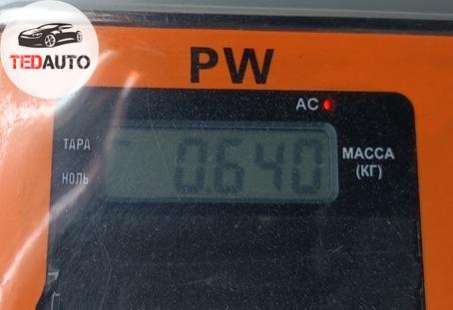 TEDAUTO
PW
AC
ТАРА
НОЛЬ
0.640
МАССА
(КГ)